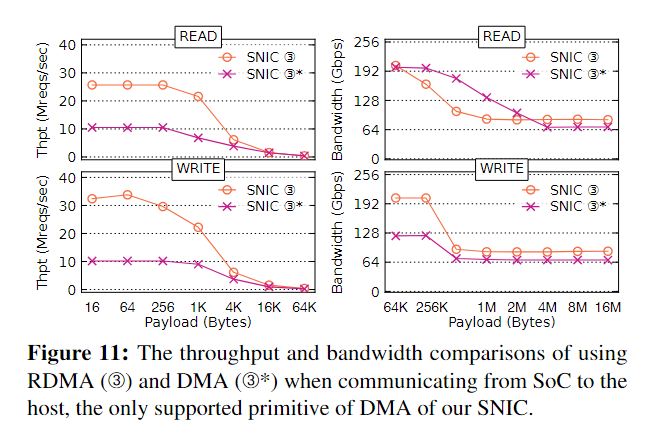 READ
READ
40
30
20
10
0
Thpt (Mreqs/sec)
SNIC ③
SNIC ③*
256
192
128
64
0
Bandwidth (Gbps)
SNIC ③
SNIC ③*
WRITE
WRITE
40
30
20
10
0
Thpt (Mreqs/sec)
SNIC ③
SNIC ③*
16 64 256 1K 4K 16K 64K
Payload (Bytes)
256
192
128
64
0
Bandwidth (Gbps)
SNIC ③
SNIC ③*
64K 256K 1M 2M 4M 8M 16M
Payload (Bytes)
Figure 11: The throughput and bandwidth comparisons of using
RDMA (③) and DMA (③*) when communicating from SoC to the
host, the only supported primitive of DMA of our SNIC.